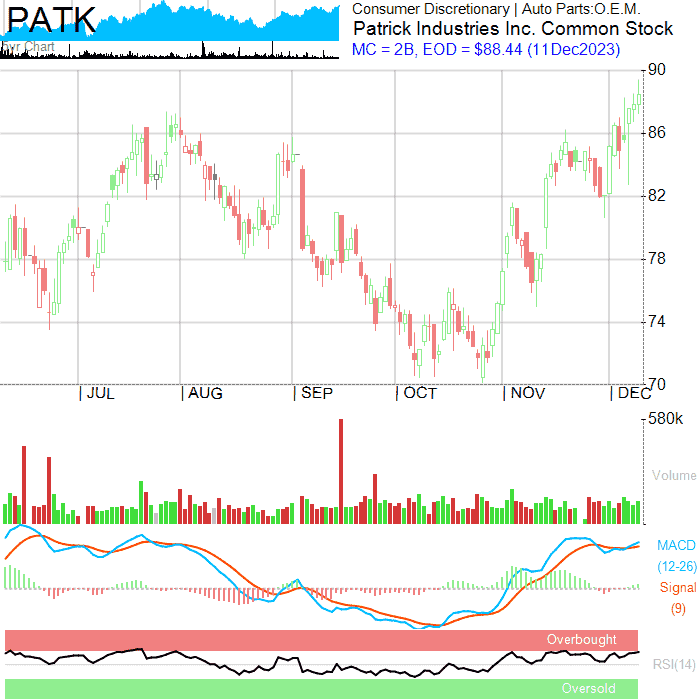 PATK
5yr Chart
Consumer Discretionary | Auto Parts:O.E.M.
Patrick Industries Inc. Common Stock
MC = 2B, EOD = $88.44 (11Dec2023)
90
86
82
78
74
70
| JUL | AUG | SEP | OCT | NOV | DEC
580k
Volume
MACD
(12-26)
Signal
(9)
Overbought
RSI(14)
Oversold